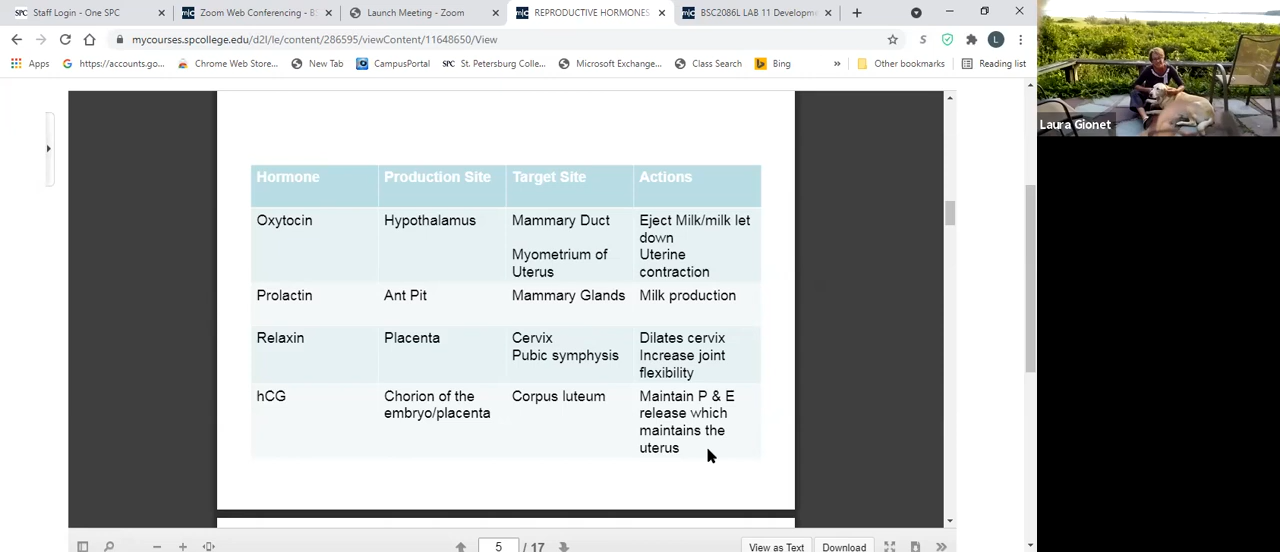 Staff Login - One SPC
Zoom Web Conferencing - BS
Launch Meeting - Zoom
REPRODUCTIVE HORMONES
BSC2086L LAB 11 Developm
mycourses.spcollege.edu/d2l/le/content/286595/viewContent/11648650/View
L
Apps
https://accounts.go...
Chrome Web Store...
New Tab
CampusPortal
SPC
St. Petersburg Colle...
Microsoft Exchange...
Class Search
Bing
»
Other bookmarks
Reading list
Laura Gionet
Hormone
Production Site
Target Site
Actions
Oxytocin
Hypothalamus
Mammary Duct
Myometrium of
Uterus
Eject Milk/milk let
down
Uterine
contraction
Prolactin
Ant Pit
Mammary Glands
Milk production
Relaxin
Placenta
Cervix
Pubic symphysis
Dilates cervix
Increase joint
flexibility
hCG
Chorion of the
embryo/placenta
Corpus luteum
Maintain P & E
release which
maintains the
uterus
5 / 17
View as Text
Download